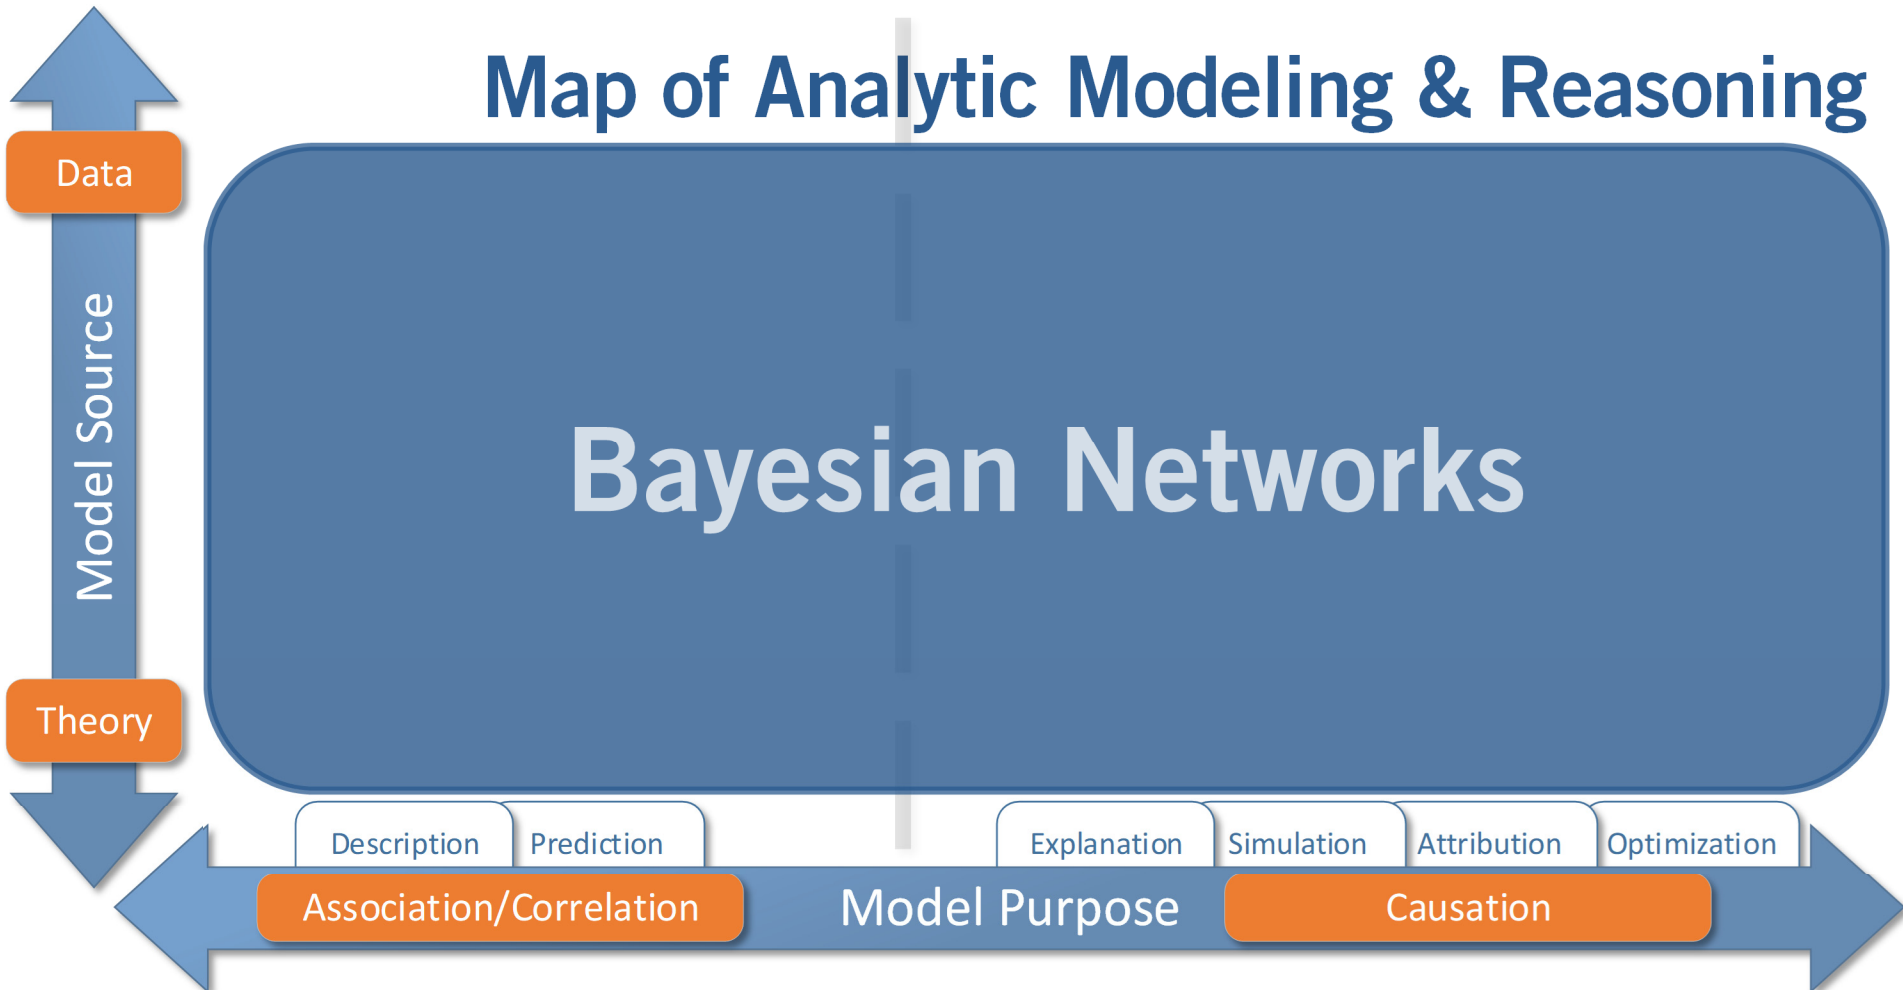 Map of Analytic Modeling & Reasoning
Data
Model Source
Theory
Bayesian Networks
Description
Prediction
Explanation
Simulation
Attribution
Optimization
Association/Correlation
Model Purpose
Causation